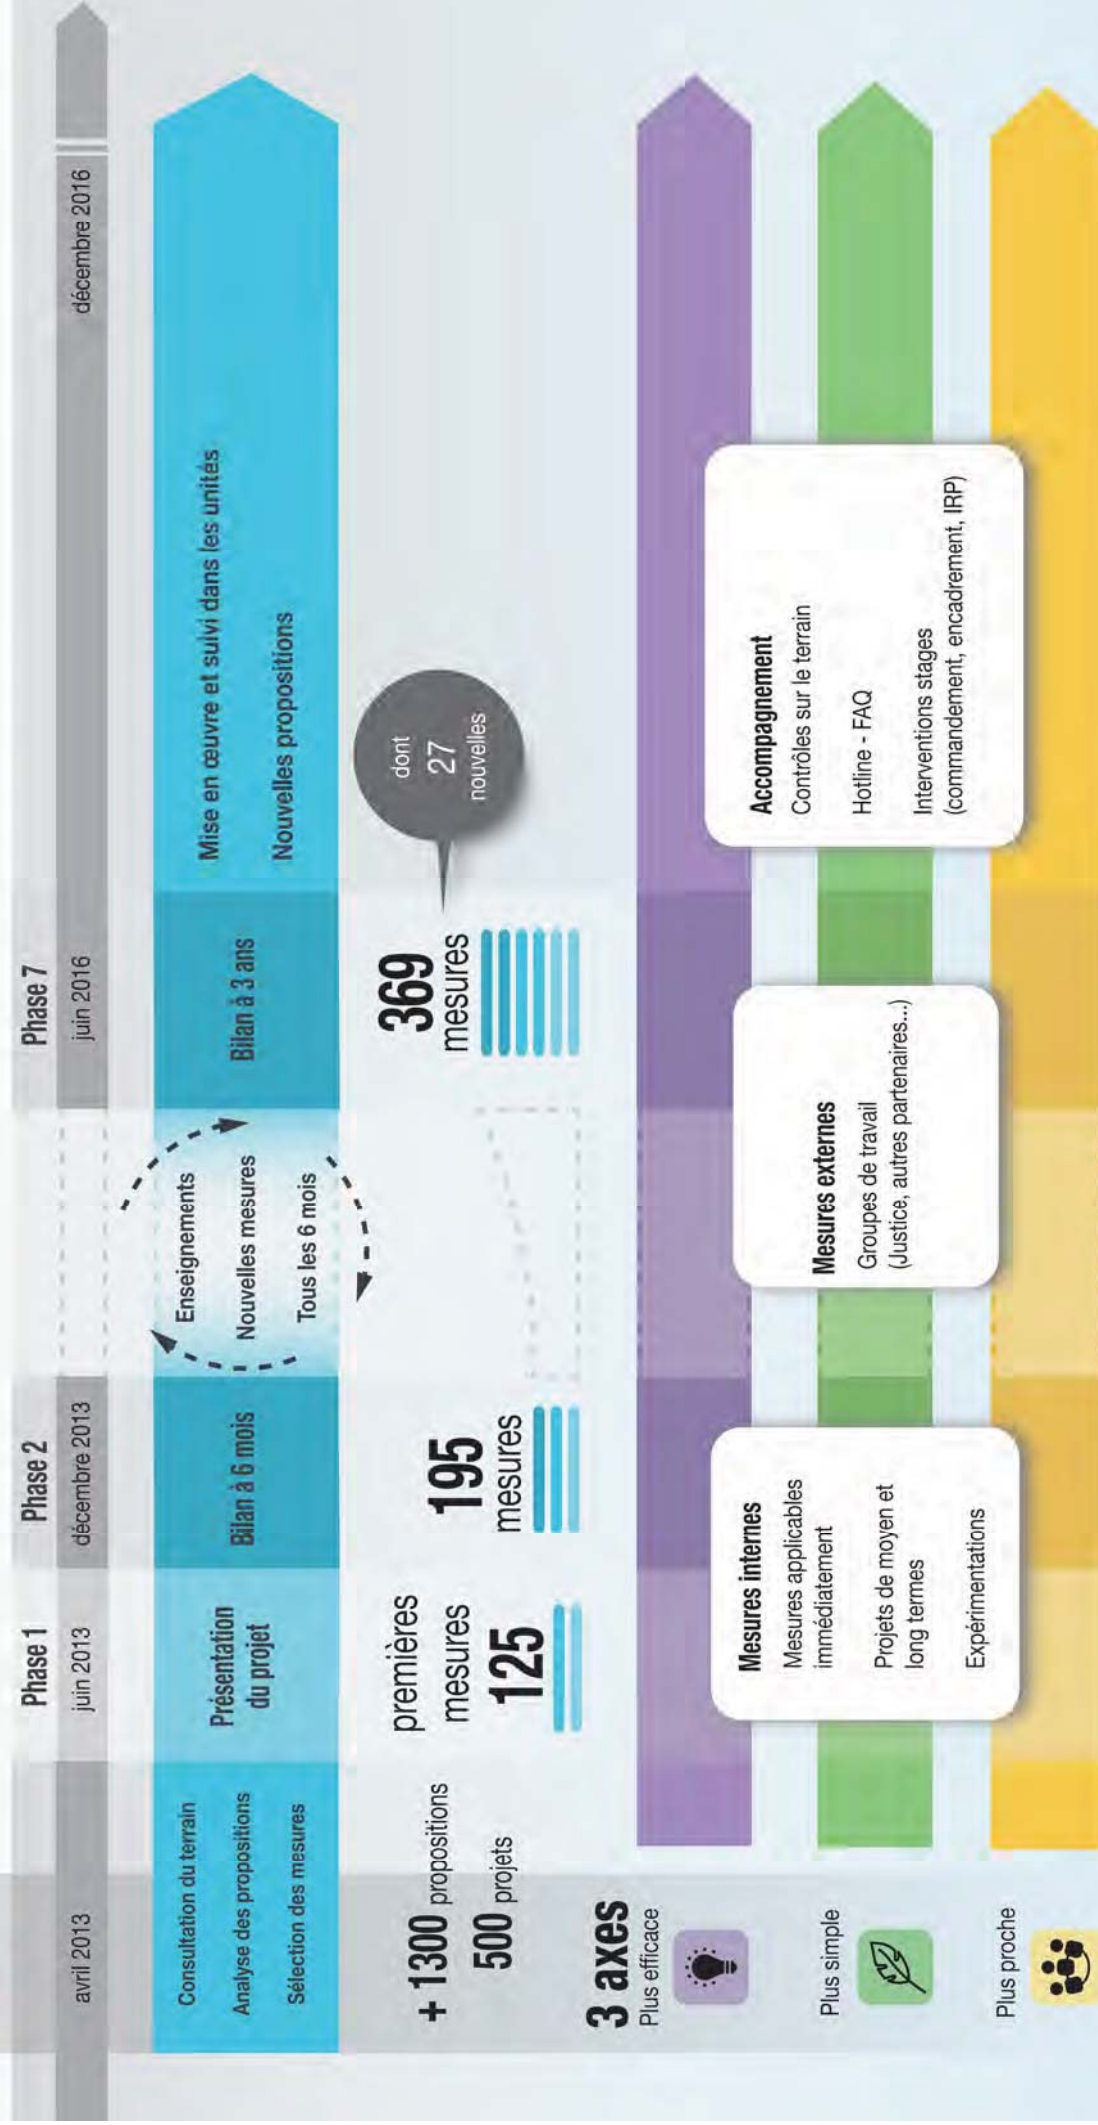 Phase 1
Phase 2
Phase 7
avril 2013
juin 2013
décembre 2013
juin 2016
décembre 2016
Consultation du terrain
Analyse des propositions
Sélection des mesures
Présentation
du projet
Bilan à 6 mois
Enseignements
Nouvelles mesures
Tous les 6 mois
Bilan à 3 ans
Mise en œuvre et suivi dans les unités
Nouvelles propositions
+ 1300 propositions
500 projets
premières
mesures
125
195
mesures
369
mesures
dont
27
nouvelles
3 axes
Plus efficace
Plus simple
Plus proche
Mesures internes
Mesures applicables
immédiatement
Projets de moyen et
long termes
Expérimentations
Mesures externes
Groupes de travail
(Justice, autres partenaires...)
Accompagnement
Contrôles sur le terrain
Hotline - FAQ
Interventions stages
(commandement, encadrement, IRP)